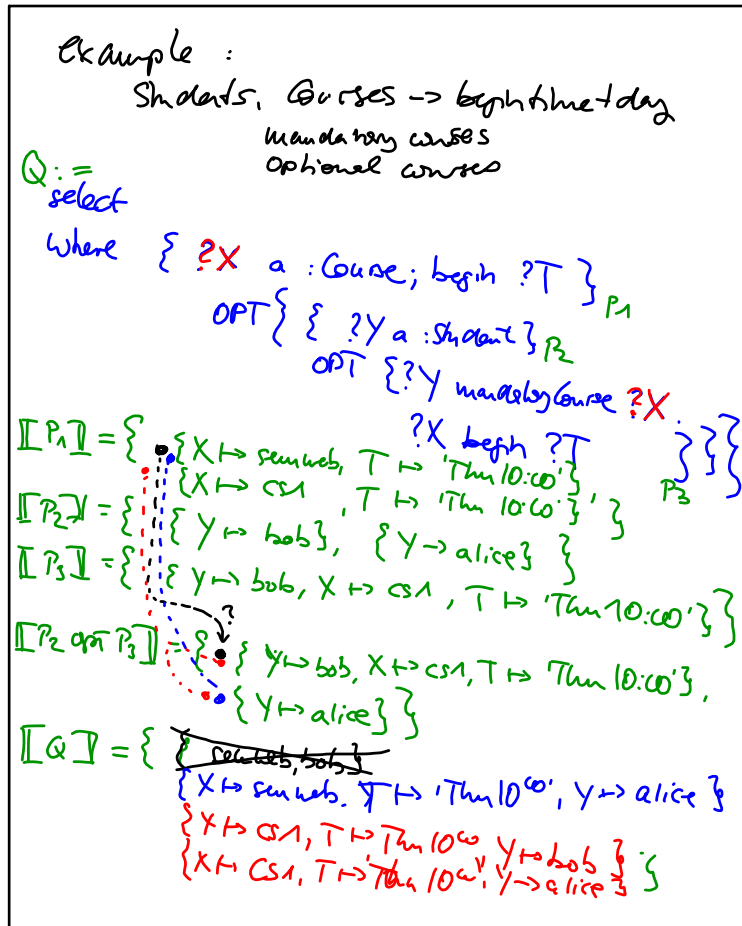 example :
Students, Courses -> begintime+day
mandatory courses
optional courses
Q :=
select
where { ?X a :Course; begin ?T } P1
OPT { { ?Y a :Student } P2
OPT { ?Y mandatoryCourse ?X .
?X begin ?T } } } P3
⟦P1⟧ = { {X ↦ semweb, T ↦ 'Thu 10:00'}
{X ↦ cs1 , T ↦ 'Thu 10:00'} }
⟦P2⟧ = { {Y ↦ bob}, {Y → alice} }
⟦P3⟧ = { {Y ↦ bob, X ↦ cs1, T ↦ 'Thu 10:00'} }
?
⟦P2 OPT P3⟧ = { {Y ↦ bob, X ↦ cs1, T ↦ 'Thu 10:00'},
{Y ↦ alice} }
⟦Q⟧ = { { semweb, bob }
{X ↦ semweb, T ↦ 'Thu 10 00', Y ↦ alice}
{X ↦ cs1, T ↦ Thu 10 00 Y ↦ bob }
{X ↦ CS1, T ↦ 'Thu 10 00', Y → alice} }